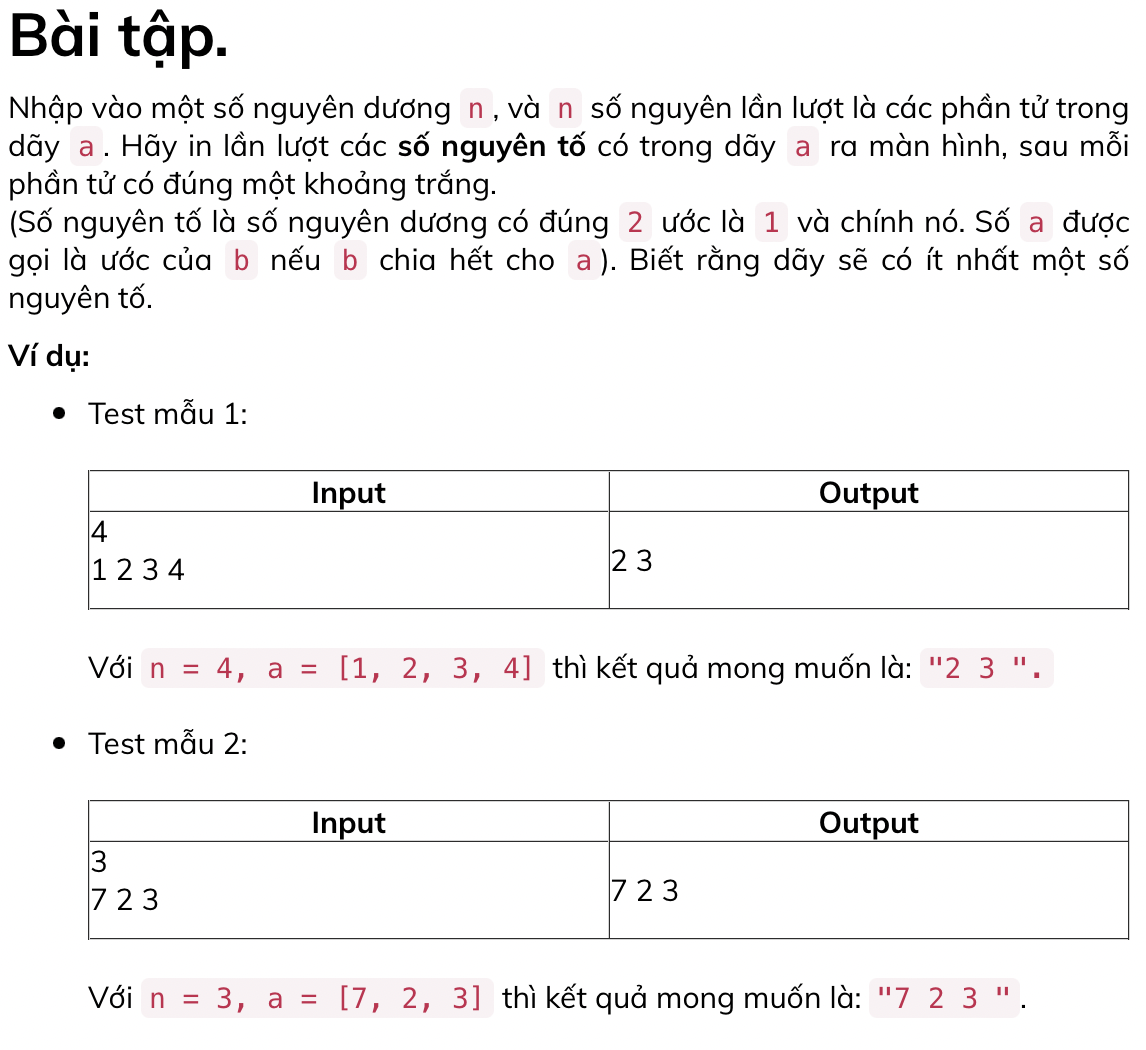 Bài tập.
Nhập vào một số nguyên dương n, và n số nguyên lần lượt là các phần tử trong
dãy a. Hãy in lần lượt các số nguyên tố có trong dãy a ra màn hình, sau mỗi
phần tử có đúng một khoảng trắng.
(Số nguyên tố là số nguyên dương có đúng 2 ước là 1 và chính nó. Số a được
gọi là ước của b nếu b chia hết cho a). Biết rằng dãy sẽ có ít nhất một số
nguyên tố.
Ví dụ:
Test mẫu 1:
Input Output
4
1 2 3 4
2 3
Với n = 4, a = [1, 2, 3, 4] thì kết quả mong muốn là: "2 3 ".
Test mẫu 2:
Input Output
3
7 2 3
7 2 3
Với n = 3, a = [7, 2, 3] thì kết quả mong muốn là: "7 2 3 ".